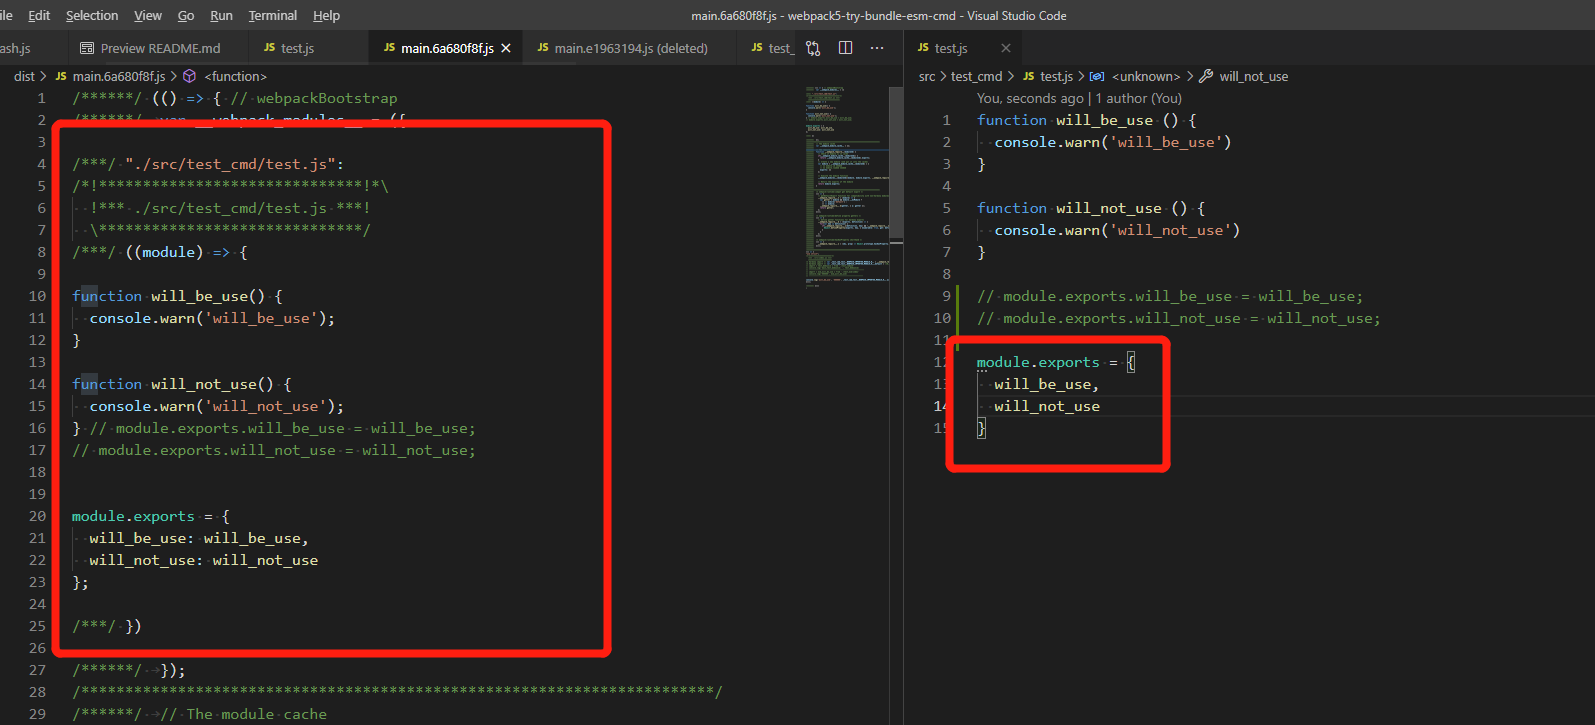 ile Edit Selection View Go Run Terminal Help
main.6a680f8f.js - webpack5-try-bundle-esm-cmd - Visual Studio Code
ash.js
Preview README.md
JS test.js
JS main.6a680f8f.js
JS main.e1963194.js (deleted)
JS test_
dist > JS main.6a680f8f.js > <function>
1 /******/ (() => { // webpackBootstrap
2 /******/ var __webpack_modules__ = ({
3
4 /***/ "./src/test_cmd/test.js":
5 /*!******************************!*\
6   !*** ./src/test_cmd/test.js ***!
7   \******************************/
8 /***/ ((module) => {
9
10 function will_be_use() {
11   console.warn('will_be_use');
12 }
13
14 function will_not_use() {
15   console.warn('will_not_use');
16 } // module.exports.will_be_use = will_be_use;
17 // module.exports.will_not_use = will_not_use;
18
19
20 module.exports = {
21   will_be_use: will_be_use,
22   will_not_use: will_not_use
23 };
24
25 /***/ })
26
27 /******/ });
28 /************************************************************************/
29 /******/ // The module cache
JS test.js
src > test_cmd > JS test.js > <unknown> > will_not_use
You, seconds ago | 1 author (You)
1 function will_be_use () {
2   console.warn('will_be_use')
3 }
4
5 function will_not_use () {
6   console.warn('will_not_use')
7 }
8
9 // module.exports.will_be_use = will_be_use;
10 // module.exports.will_not_use = will_not_use;
11
12 module.exports = {
13   will_be_use,
14   will_not_use
15 }